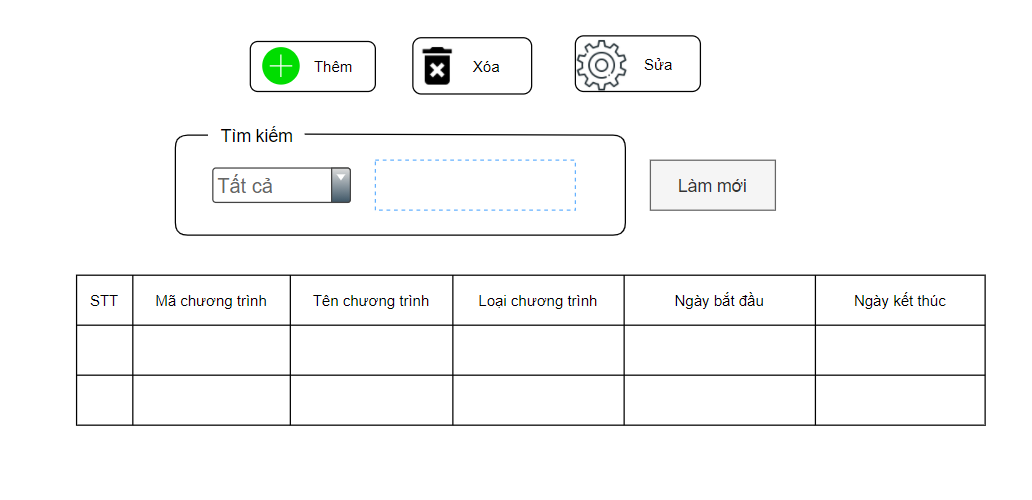 Thêm
Xóa
Sửa
Tìm kiếm
Tất cả
Làm mới
STT Mã chương trình Tên chương trình Loại chương trình Ngày bắt đầu Ngày kết thúc